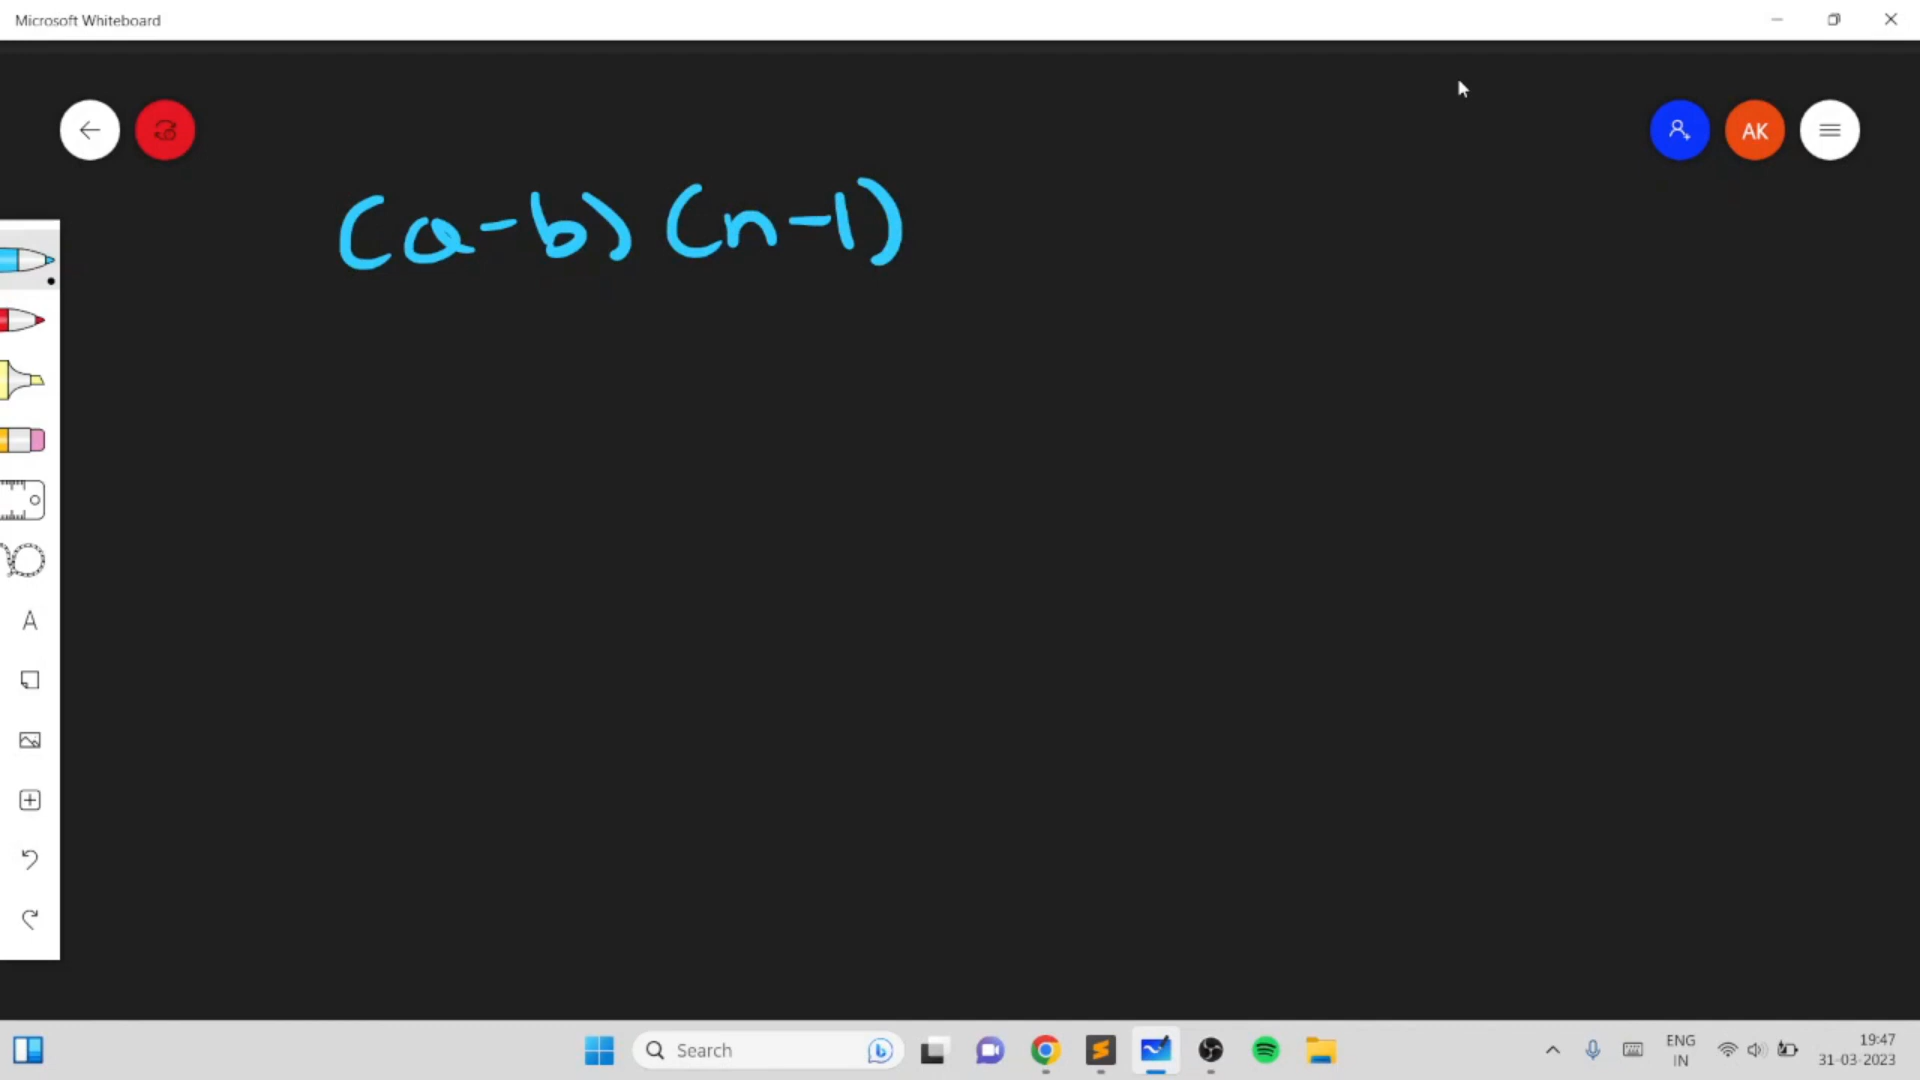 Microsoft Whiteboard
AK
(a-b) (n-1)
A
Search
ENG
IN
19:47
31-03-2023